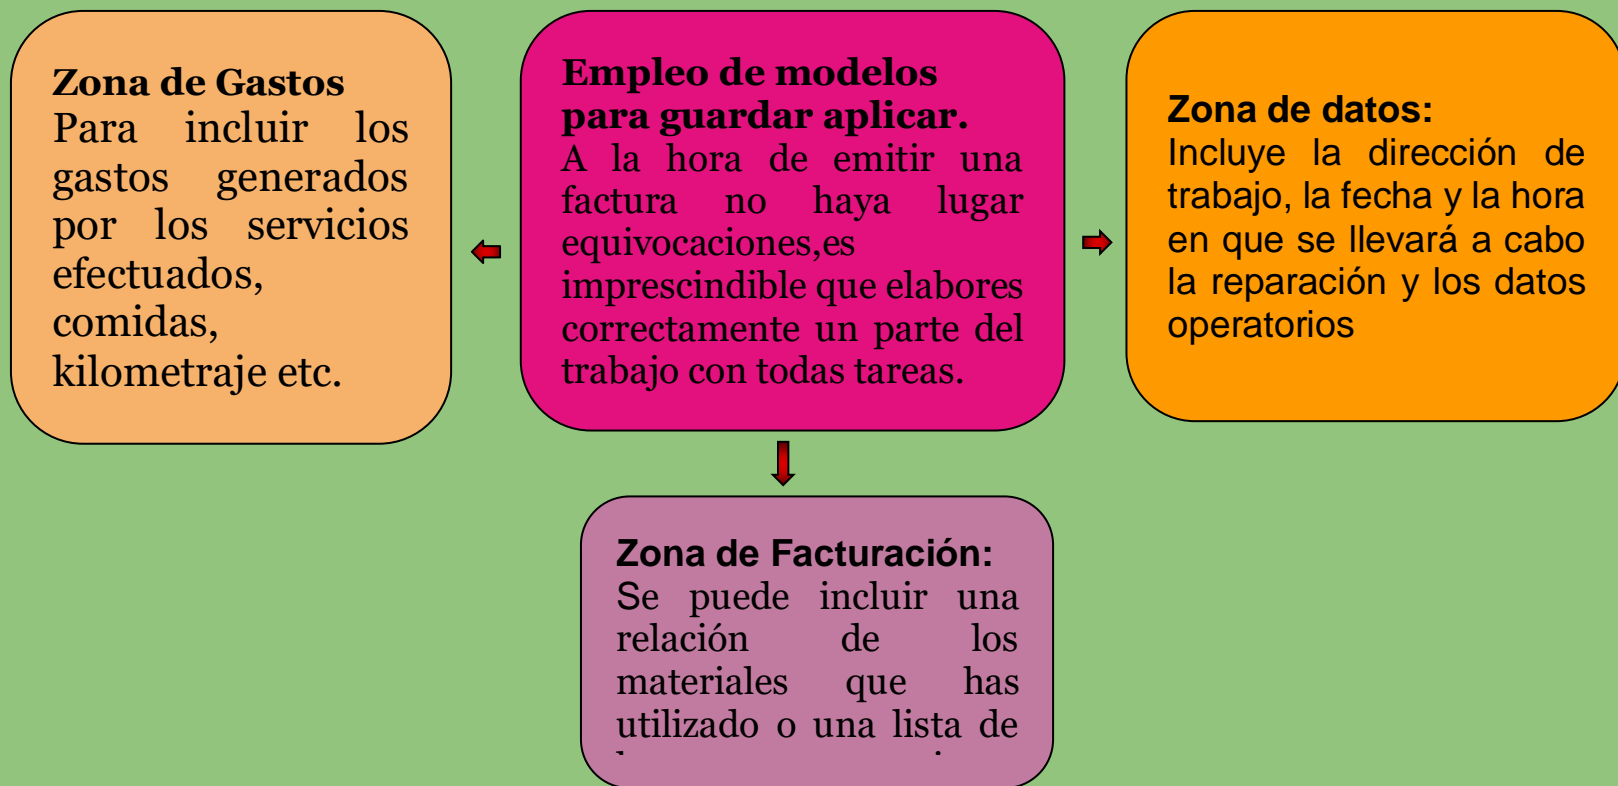 Zona de Gastos
Para incluir los
gastos generados
por los servicios
efectuados,
comidas,
kilometraje etc.
Empleo de modelos
para guardar aplicar.
A la hora de emitir una
factura no haya lugar
equivocaciones,es
imprescindible que elabores
correctamente un parte del
trabajo con todas tareas.
Zona de datos:
Incluye la dirección de
trabajo, la fecha y la hora
en que se llevará a cabo
la reparación y los datos
operatorios
Zona de Facturación:
Se puede incluir una
relación de los
materiales que has
utilizado o una lista de